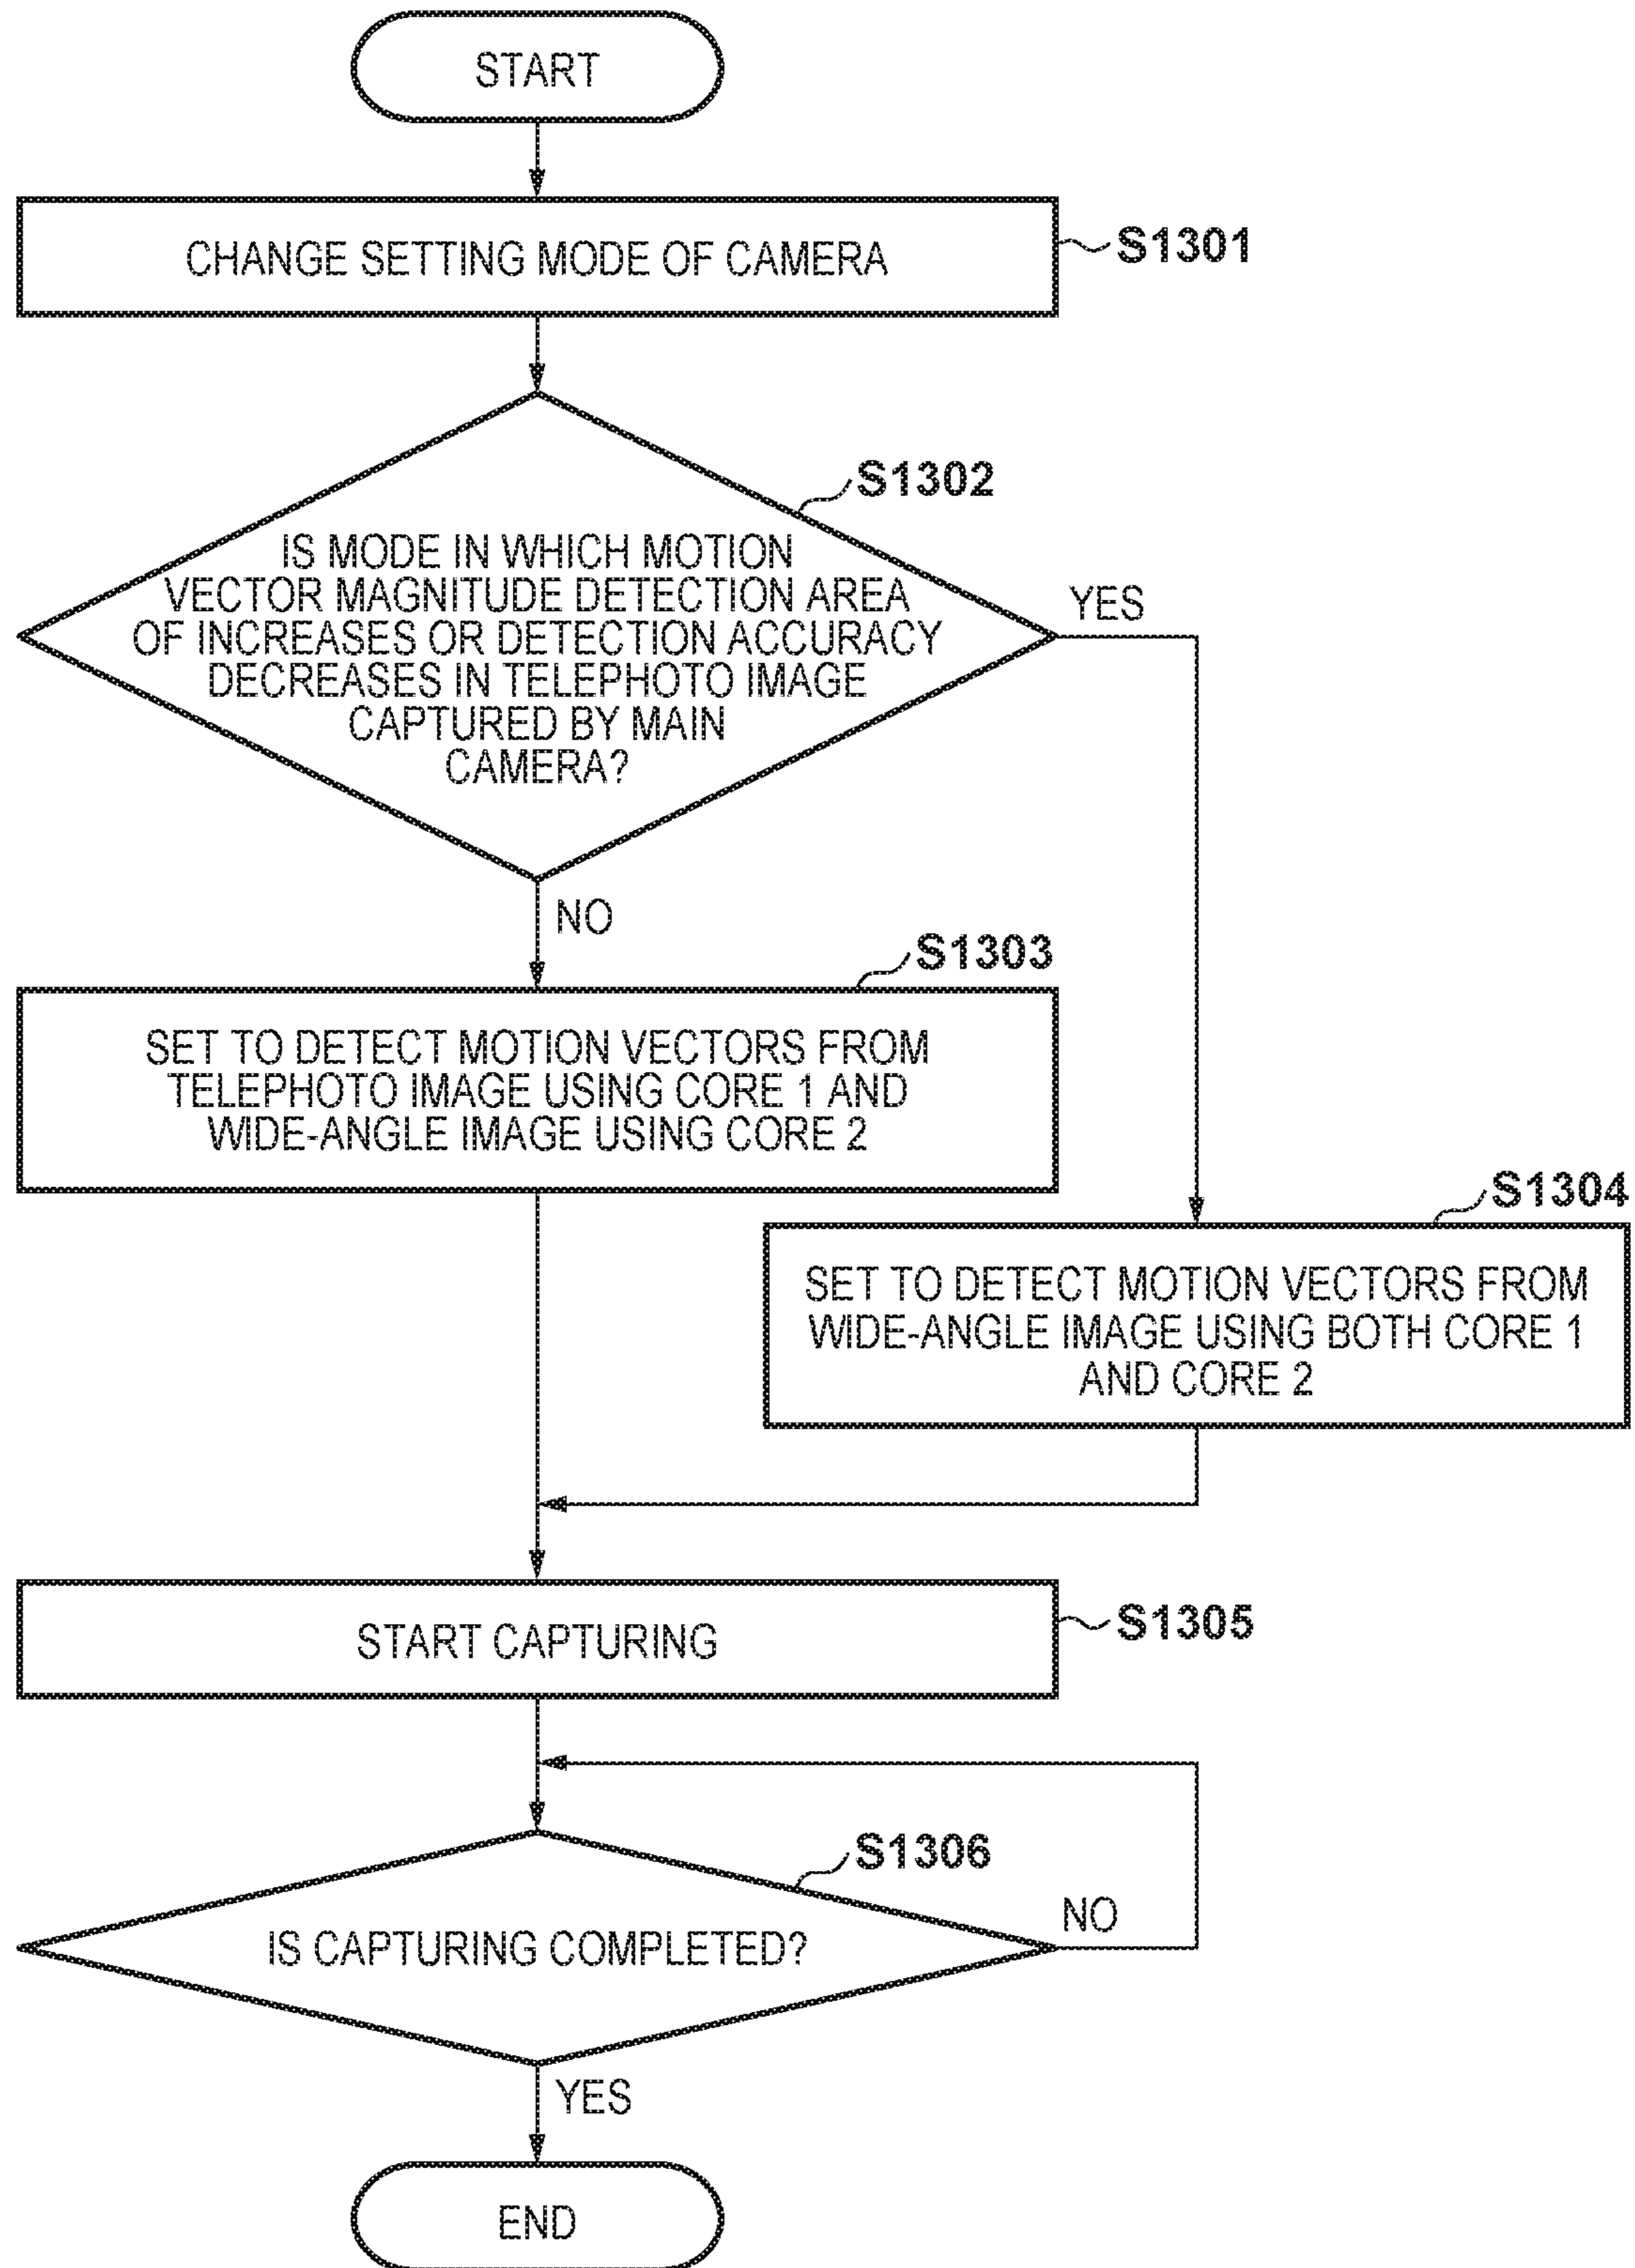 START
CHANGE SETTING MODE OF CAMERA
S1301
S1302
IS MODE IN WHICH MOTION
VECTOR MAGNITUDE DETECTION AREA
OF INCREASES OR DETECTION ACCURACY
DECREASES IN TELEPHOTO IMAGE
CAPTURED BY MAIN
CAMERA?
YES
NO
S1303
SET TO DETECT MOTION VECTORS FROM
TELEPHOTO IMAGE USING CORE 1 AND
WIDE-ANGLE IMAGE USING CORE 2
S1304
SET TO DETECT MOTION VECTORS FROM
WIDE-ANGLE IMAGE USING BOTH CORE 1
AND CORE 2
START CAPTURING
S1305
S1306
IS CAPTURING COMPLETED?
NO
YES
END